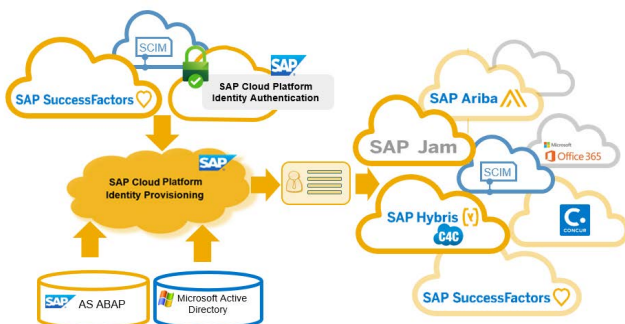 SCIM
SAP
SAP SuccessFactors
SAP Cloud Platform
Identity Authentication
SAP
SAP Cloud Platform
Identity Provisioning
SAP AS ABAP
Microsoft Active
Directory
SAP Ariba
SAP Jam
Microsoft
Office 365
SCIM
SAP Hybris (y)
C4C
C.
CONCUR
SAP SuccessFactors